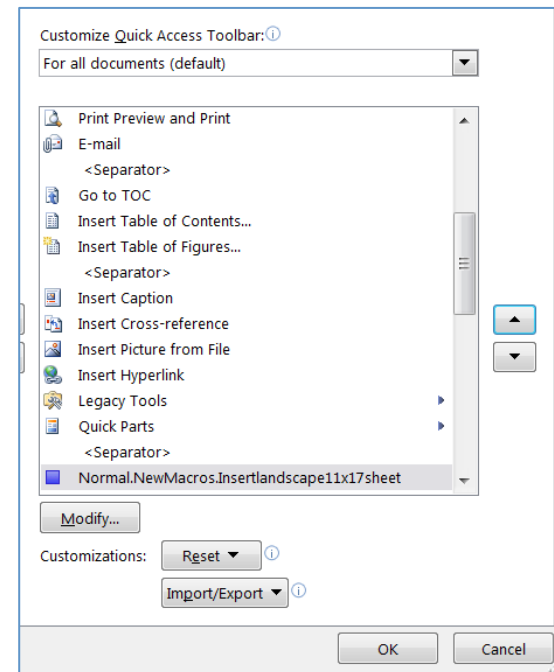 Customize Quick Access Toolbar:
For all documents (default)
Print Preview and Print
E-mail
<Separator>
Go to TOC
Insert Table of Contents...
Insert Table of Figures...
<Separator>
Insert Caption
Insert Cross-reference
Insert Picture from File
Insert Hyperlink
Legacy Tools
Quick Parts
<Separator>
Normal.NewMacros.Insertlandscape11x17sheet
Modify...
Customizations: Reset
Import/Export
OK Cancel